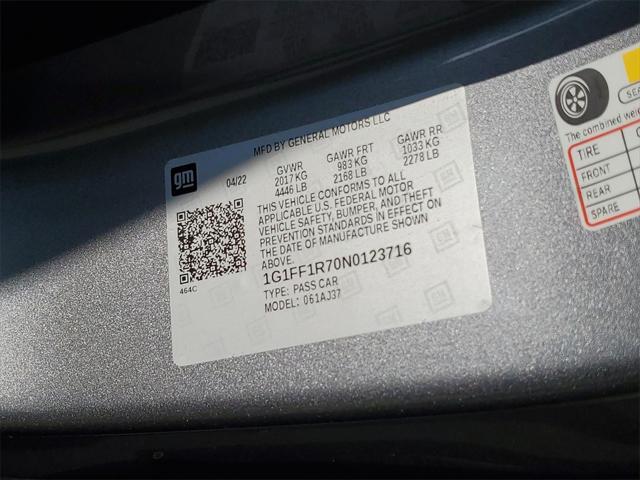 MFD BY GENERAL MOTORS LLC
gm
04/22
GVWR GAWR FRT GAWR RR
2017 KG 983 KG 1033 KG
4446 LB 2168 LB 2278 LB
THIS VEHICLE CONFORMS TO ALL
APPLICABLE U.S. FEDERAL MOTOR
VEHICLE SAFETY, BUMPER, AND THEFT
PREVENTION STANDARDS IN EFFECT ON
THE DATE OF MANUFACTURE SHOWN
ABOVE.
464C
1G1FF1R70N0123716
TYPE: PASS CAR
MODEL: 061AJ37
The combined
TIRE
FRONT
REAR
SPARE